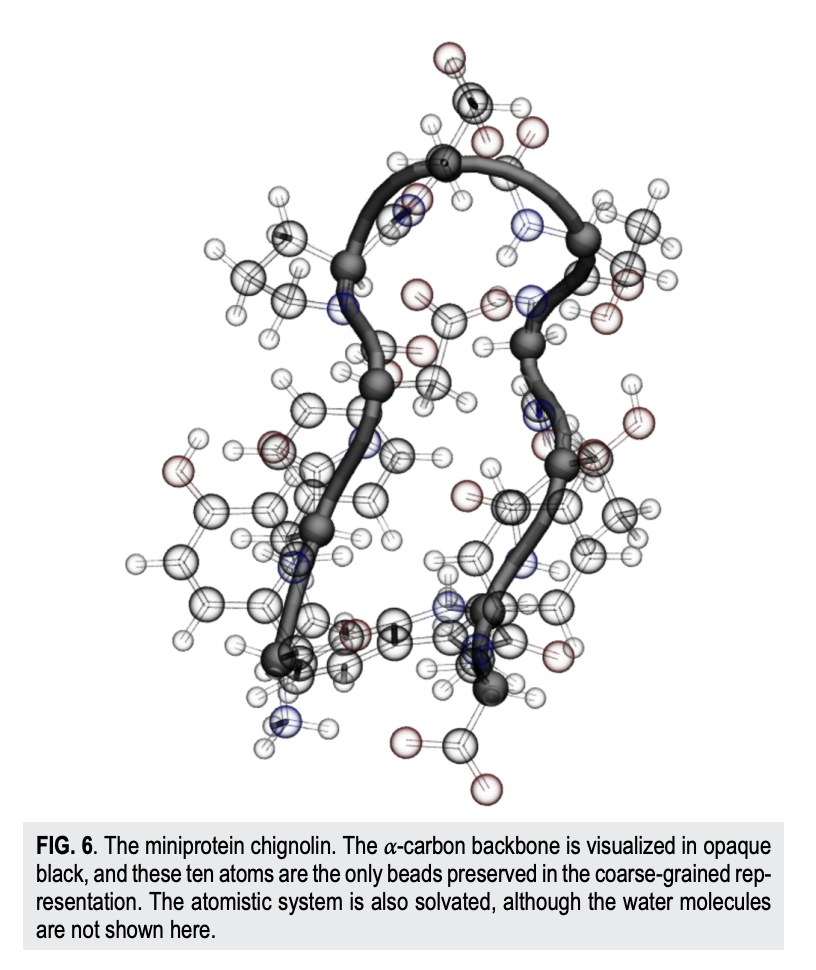 FIG. 6. The miniprotein chignolin. The α-carbon backbone is visualized in opaque
black, and these ten atoms are the only beads preserved in the coarse-grained rep-
resentation. The atomistic system is also solvated, although the water molecules
are not shown here.